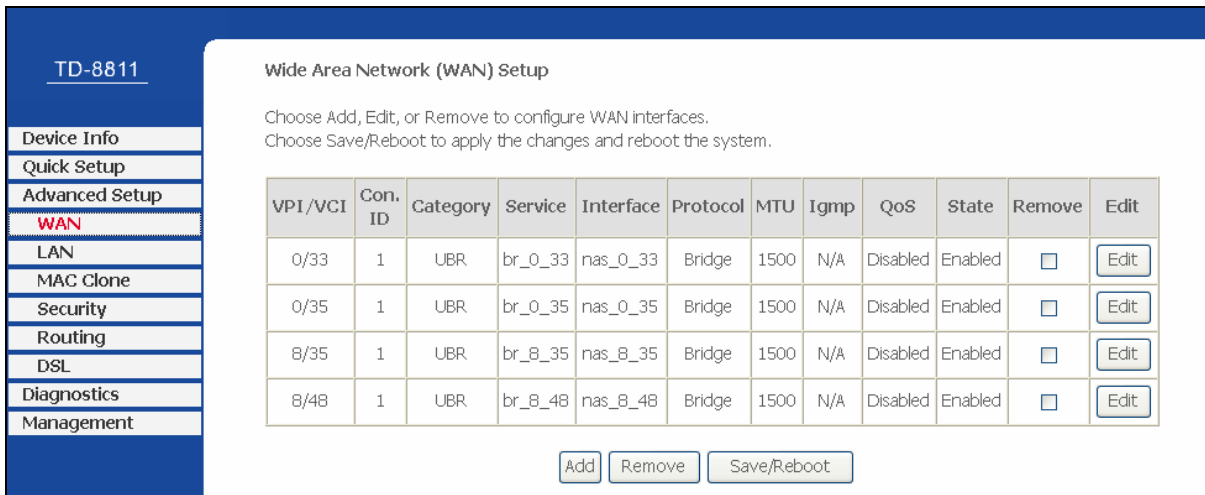 TD-8811
Device Info
Quick Setup
Advanced Setup
WAN
LAN
MAC Clone
Security
Routing
DSL
Diagnostics
Management
Wide Area Network (WAN) Setup
Choose Add, Edit, or Remove to configure WAN interfaces.
Choose Save/Reboot to apply the changes and reboot the system.
VPI/VCI Con. ID Category Service Interface Protocol MTU Igmp QoS State Remove Edit
0/33 1 UBR br_0_33 nas_0_33 Bridge 1500 N/A Disabled Enabled Edit
0/35 1 UBR br_0_35 nas_0_35 Bridge 1500 N/A Disabled Enabled Edit
8/35 1 UBR br_8_35 nas_8_35 Bridge 1500 N/A Disabled Enabled Edit
8/48 1 UBR br_8_48 nas_8_48 Bridge 1500 N/A Disabled Enabled Edit
Add Remove Save/Reboot